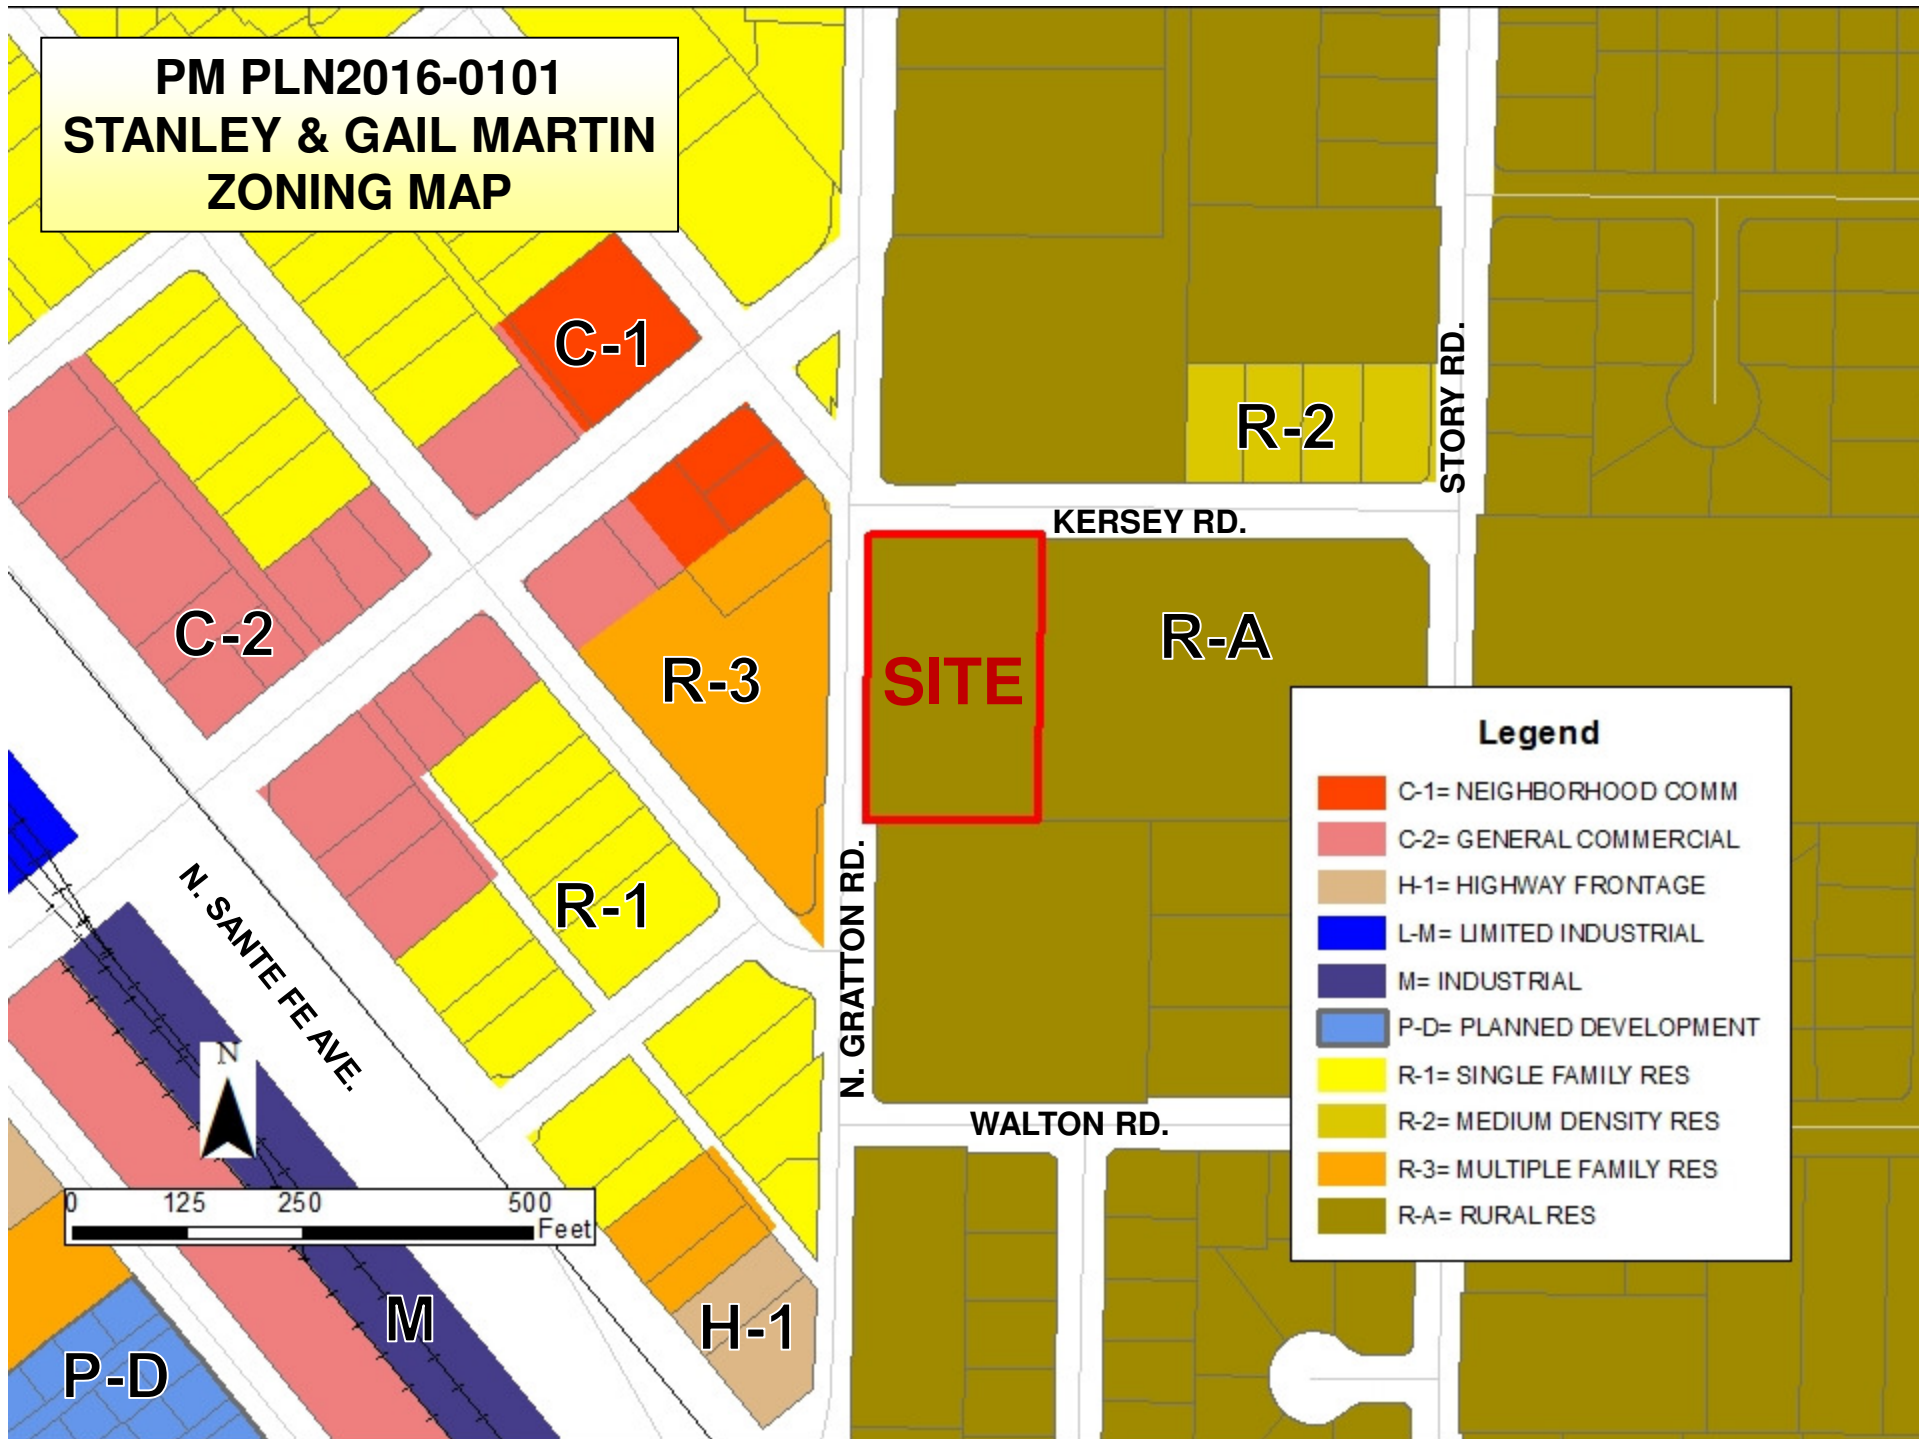 PM PLN2016-0101
STANLEY & GAIL MARTIN
ZONING MAP
C-1
R-2
STORY RD.
KERSEY RD.
C-2
R-3
SITE
R-A
R-1
N. SANTE FE AVE.
N. GRATTON RD.
WALTON RD.
N
0 125 250 500
Feet
M
H-1
P-D
Legend
C-1= NEIGHBORHOOD COMM
C-2= GENERAL COMMERCIAL
H-1= HIGHWAY FRONTAGE
L-M= LIMITED INDUSTRIAL
M= INDUSTRIAL
P-D= PLANNED DEVELOPMENT
R-1= SINGLE FAMILY RES
R-2= MEDIUM DENSITY RES
R-3= MULTIPLE FAMILY RES
R-A= RURAL RES